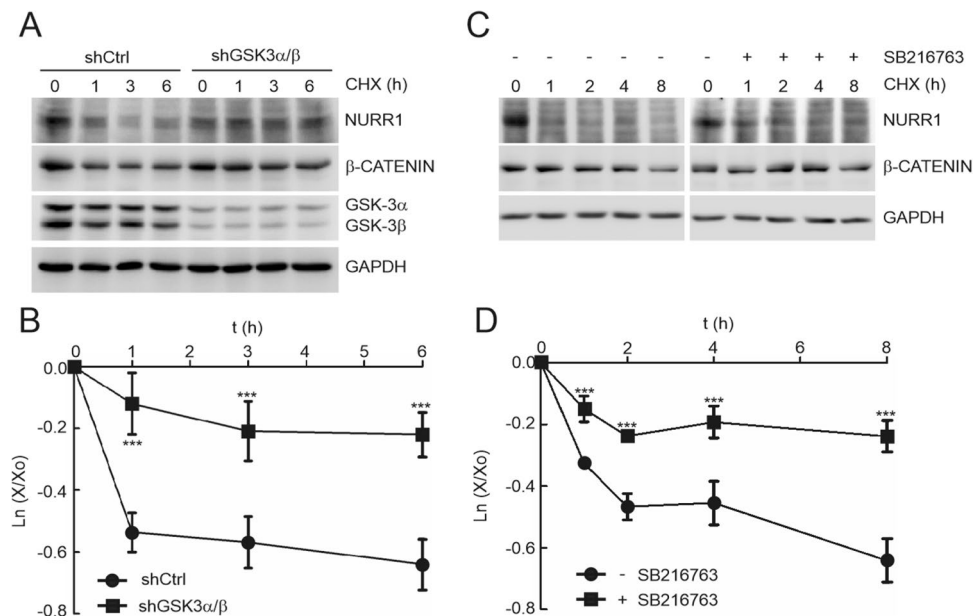 A
shCtrl shGSK3α/β
0 1 3 6 0 1 3 6 CHX (h)
NURR1
β-CATENIN
GSK-3α
GSK-3β
GAPDH
C
- - - - - - + + + + SB216763
0 1 2 4 8 0 1 2 4 8 CHX (h)
NURR1
β-CATENIN
GAPDH
B
t (h)
0 1 2 3 4 5 6
0.0
-0.2
-0.4
-0.6
-0.8
Ln (X/Xo)
*** *** ***
shCtrl
shGSK3α/β
D
t (h)
0 2 4 6 8
0.0
-0.2
-0.4
-0.6
-0.8
Ln (X/Xo)
*** *** *** ***
- SB216763
+ SB216763